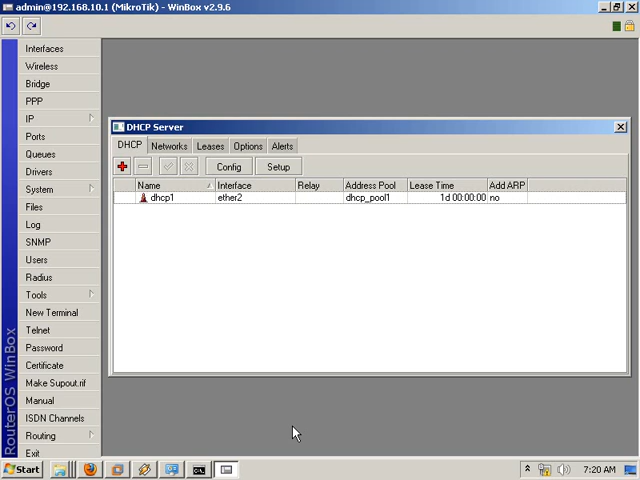 admin@192.168.10.1 (MikroTik) - WinBox v2.9.6
Interfaces
Wireless
Bridge
PPP
IP
Ports
Queues
Drivers
System
Files
Log
SNMP
Users
Radius
Tools
New Terminal
Telnet
Password
Certificate
Make Supout.rif
Manual
ISDN Channels
Routing
Exit
RouterOS WinBox
DHCP Server
DHCP Networks Leases Options Alerts
Config Setup
Name Interface Relay Address Pool Lease Time Add ARP
dhcp1 ether2 dhcp_pool1 1d 00:00:00 no
Start 7:20 AM